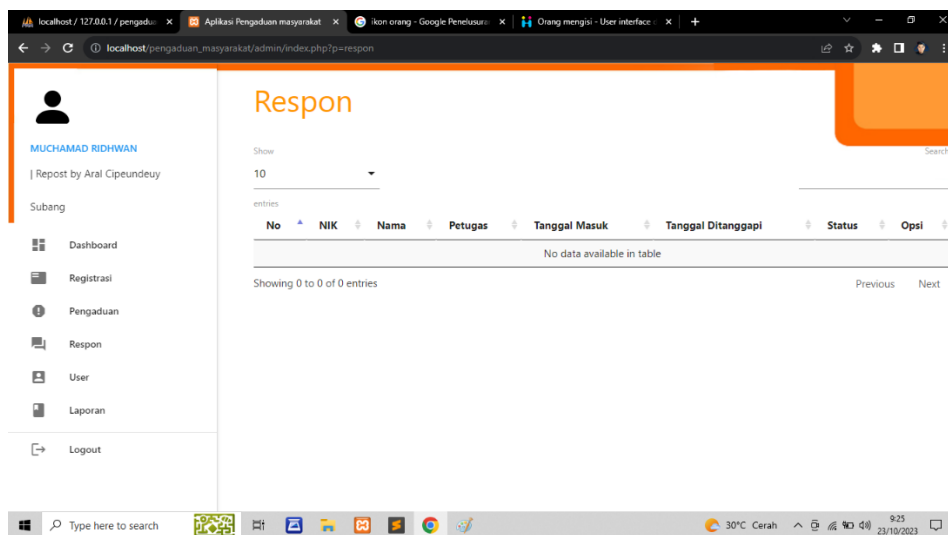 localhost / 127.0.0.1 / pengadua
Aplikasi Pengaduan masyarakat
ikon orang - Google Penelusura
Orang mengisi - User interface
localhost/pengaduan_masyarakat/admin/index.php?p=respon
MUCHAMAD RIDHWAN
| Repost by Aral Cipeundeuy
Subang
Dashboard
Registrasi
Pengaduan
Respon
User
Laporan
Logout
Respon
Show
10
entries
Search
No NIK Nama Petugas Tanggal Masuk Tanggal Ditanggapi Status Opsi
No data available in table
Showing 0 to 0 of 0 entries
Previous Next
Type here to search
30°C Cerah
9:25
23/10/2023